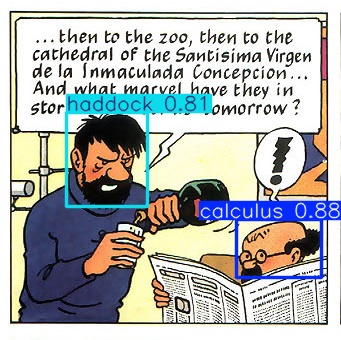 ...then to the zoo, then to the
cathedral of the Santisima Virgen
de la Inmaculada Concepcion...
And what marvel have they in
haddock 0.81
tomorrow?
!
calculus 0.88